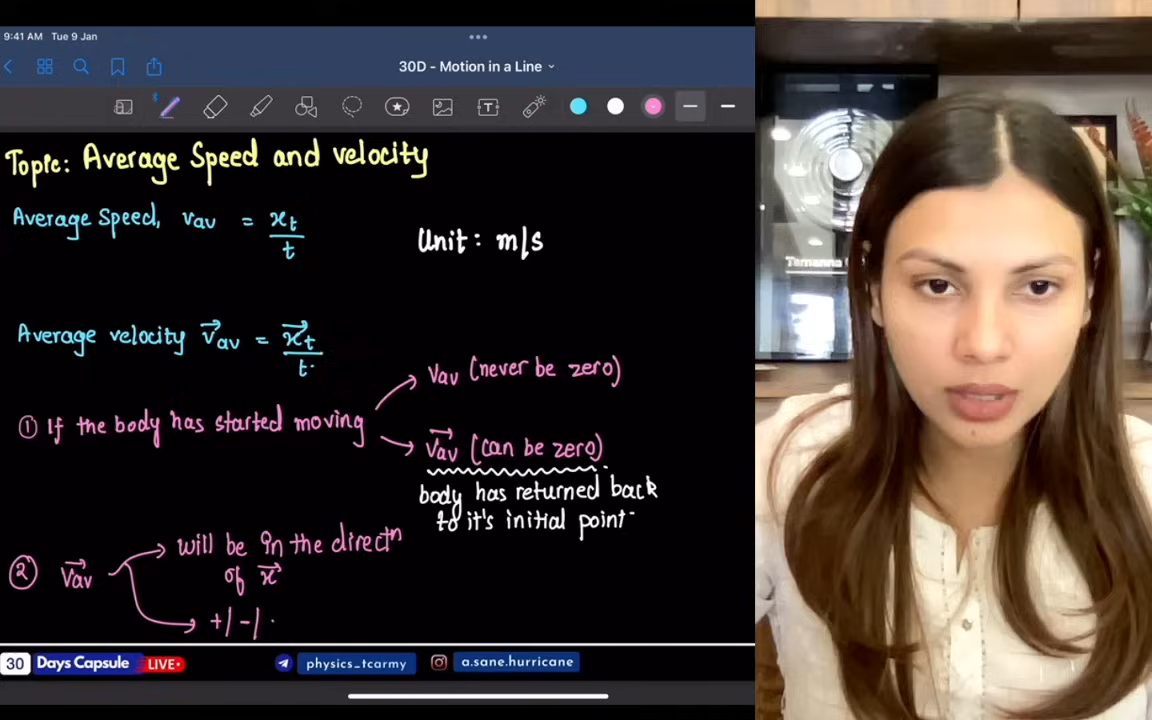 9:41 AM Tue 9 Jan
30D - Motion in a Line
T
Topic: Average Speed and velocity
Average Speed, vav = xt/t
Unit: m/s
Average velocity v⃗av = x⃗t/t
① If the body has started moving
vav (never be zero)
v⃗av (can be zero)
body has returned back
to it's initial point
② v⃗av
will be in the directn
of x⃗
+/-/.
30 Days Capsule LIVE
physics_tcarmy
a.sane.hurricane